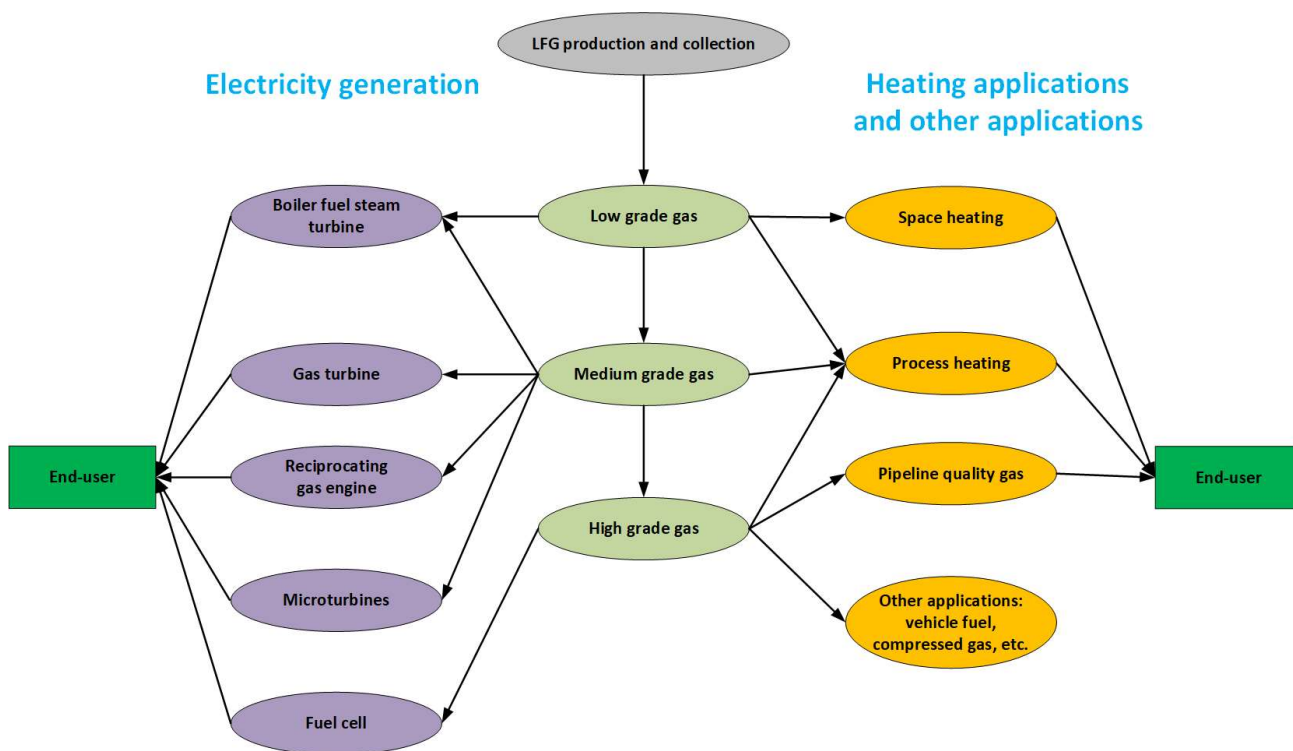 LFG production and collection
Electricity generation
Heating applications
and other applications
Boiler fuel steam
turbine
Low grade gas
Space heating
Gas turbine
Medium grade gas
Process heating
End-user
Reciprocating
gas engine
Pipeline quality gas
End-user
High grade gas
Microturbines
Other applications:
vehicle fuel,
compressed gas, etc.
Fuel cell